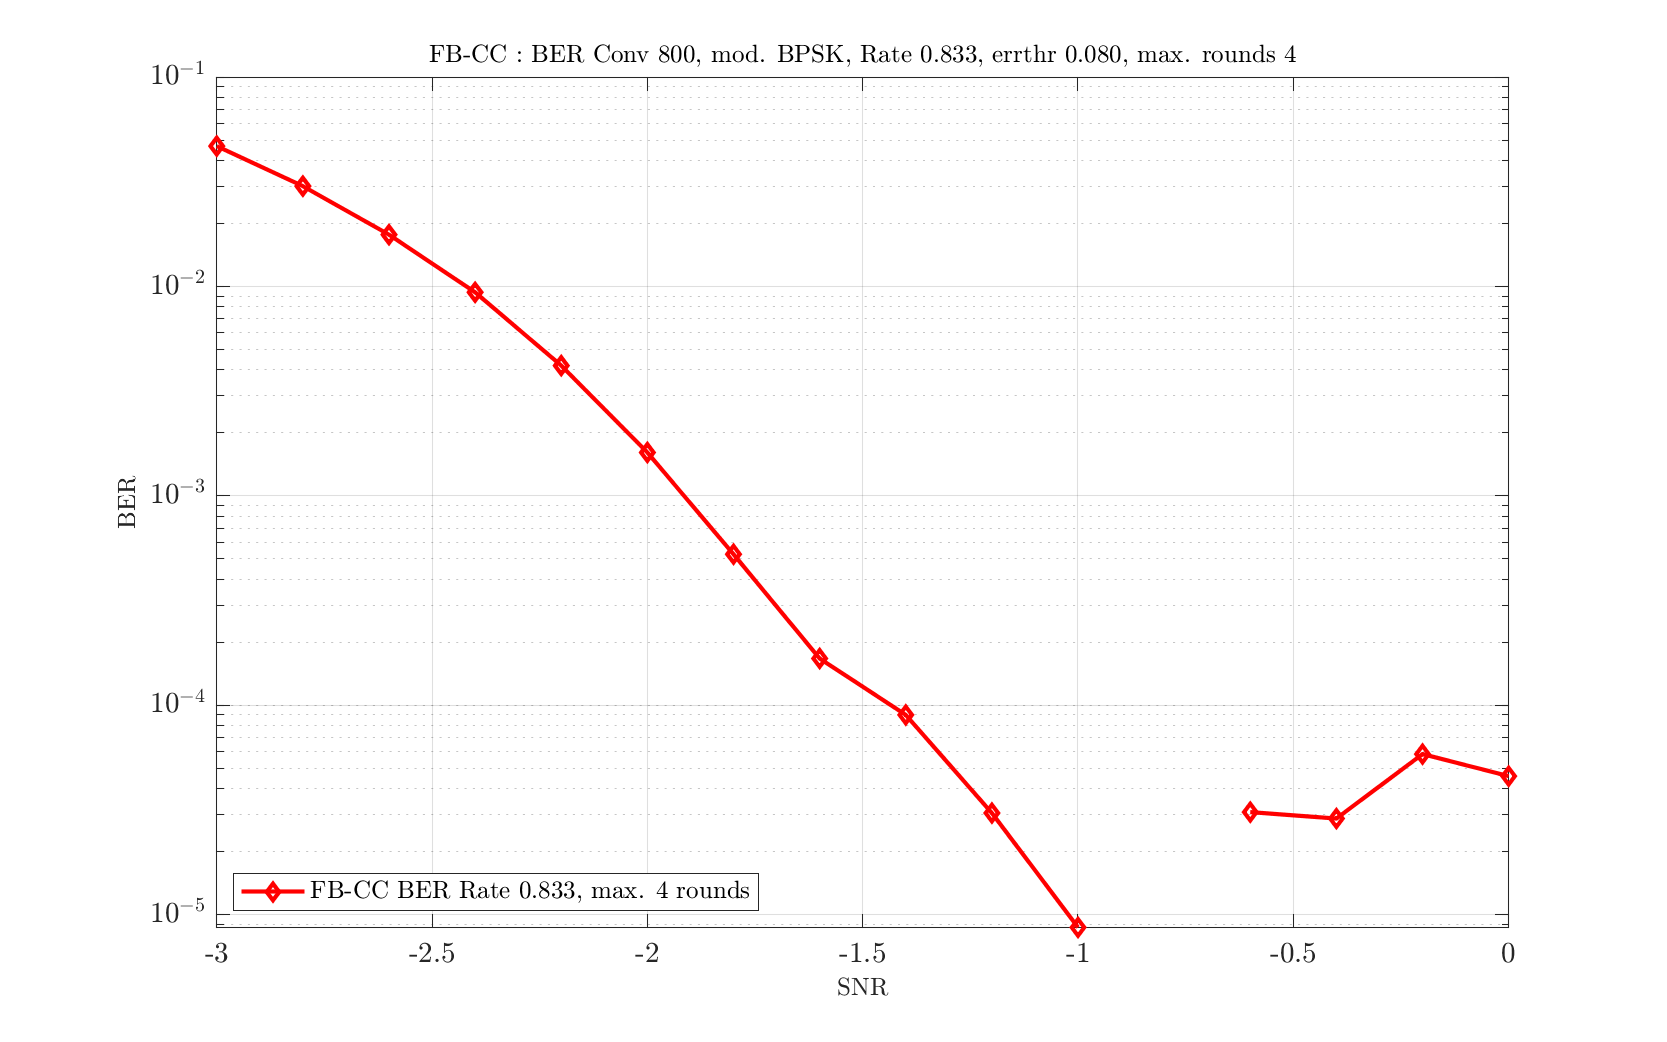 FB-CC : BER Conv 800, mod. BPSK, Rate 0.833, errthr 0.080, max. rounds 4
10^{-1}
10^{-2}
10^{-3}
10^{-4}
10^{-5}
BER
FB-CC BER Rate 0.833, max. 4 rounds
-3 -2.5 -2 -1.5 -1 -0.5 0
SNR